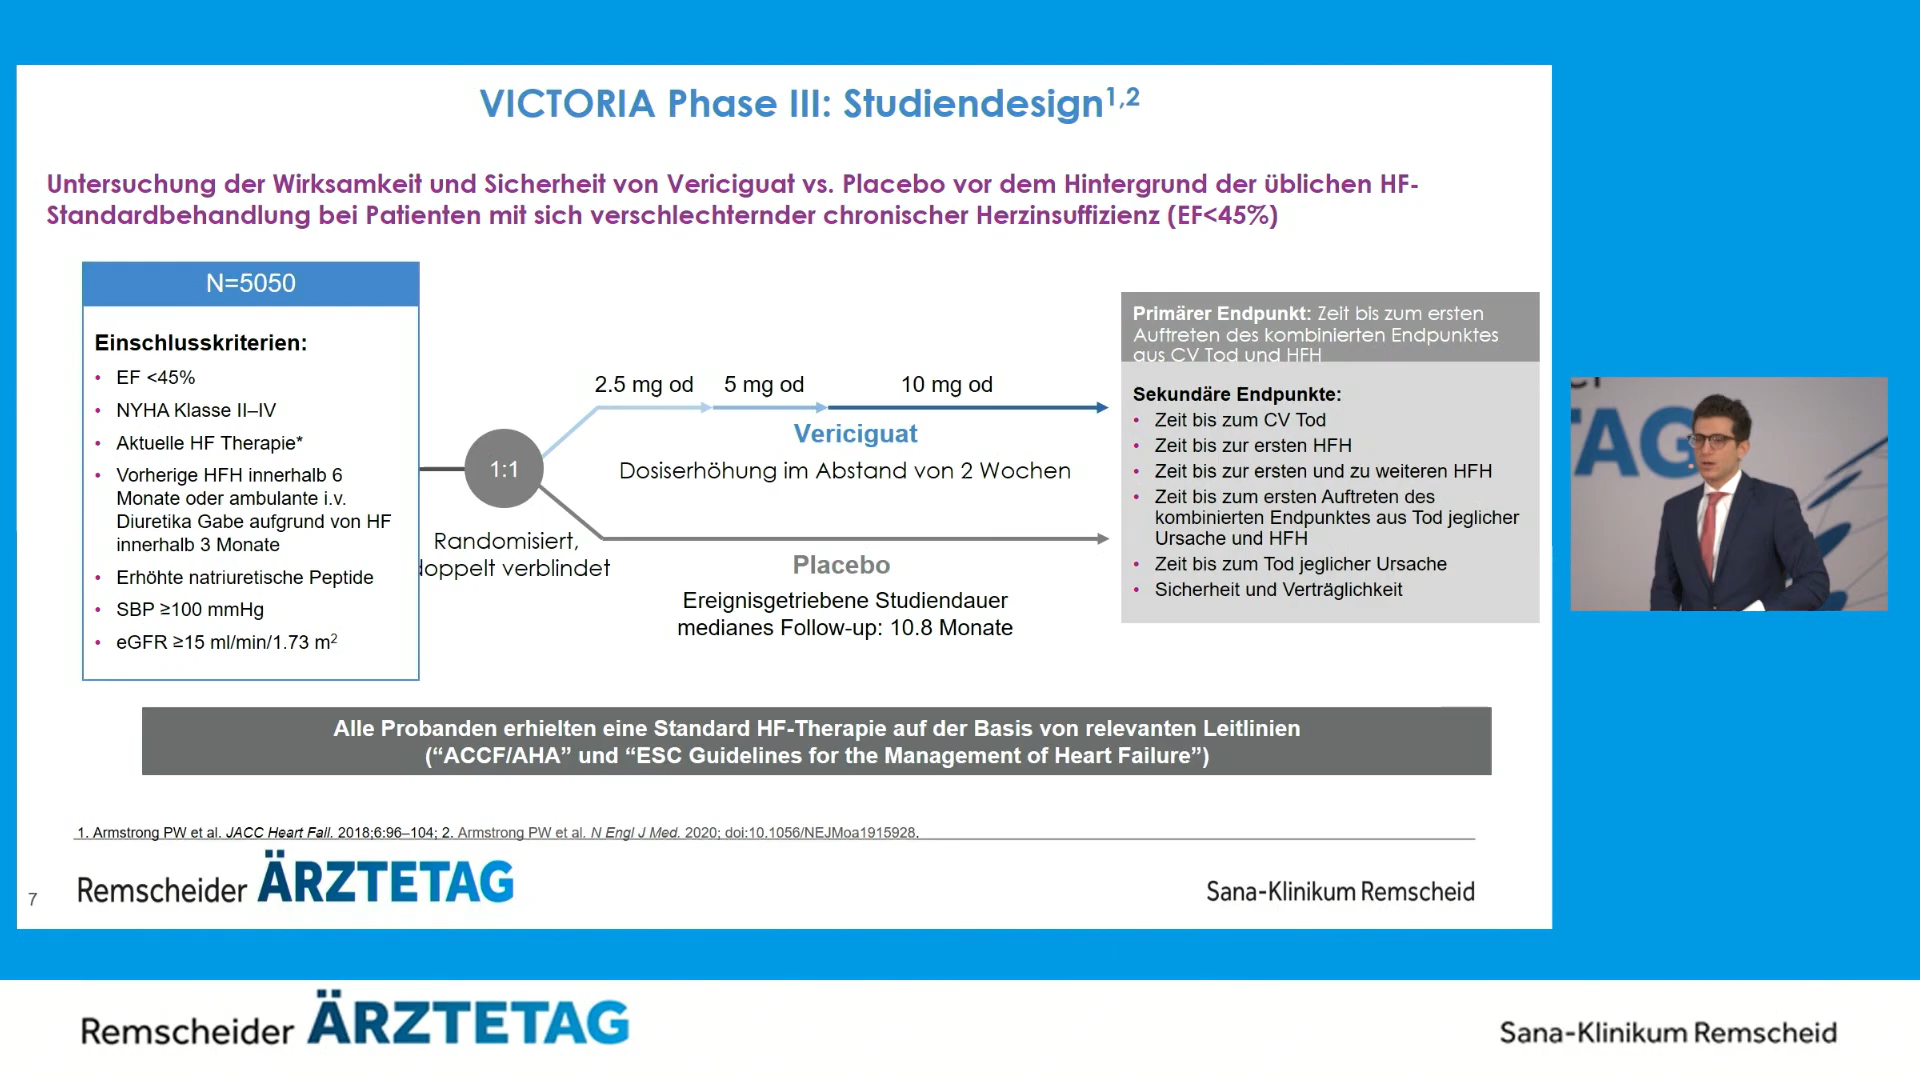 VICTORIA Phase III: Studiendesign1,2
Untersuchung der Wirksamkeit und Sicherheit von Vericiguat vs. Placebo vor dem Hintergrund der üblichen HF-
Standardbehandlung bei Patienten mit sich verschlechternder chronischer Herzinsuffizienz (EF<45%)
N=5050
Einschlusskriterien:
• EF <45%
• NYHA Klasse II–IV
• Aktuelle HF Therapie*
• Vorherige HFH innerhalb 6
Monate oder ambulante i.v.
Diuretika Gabe aufgrund von HF
innerhalb 3 Monate
• Erhöhte natriuretische Peptide
• SBP ≥100 mmHg
• eGFR ≥15 ml/min/1.73 m2
1:1
Randomisiert,
doppelt verblindet
2.5 mg od 5 mg od 10 mg od
Vericiguat
Dosiserhöhung im Abstand von 2 Wochen
Placebo
Ereignisgetriebene Studiendauer
medianes Follow-up: 10.8 Monate
Primärer Endpunkt: Zeit bis zum ersten
Auftreten des kombinierten Endpunktes
aus CV Tod und HFH
Sekundäre Endpunkte:
• Zeit bis zum CV Tod
• Zeit bis zur ersten HFH
• Zeit bis zur ersten und zu weiteren HFH
• Zeit bis zum ersten Auftreten des
kombinierten Endpunktes aus Tod jeglicher
Ursache und HFH
• Zeit bis zum Tod jeglicher Ursache
• Sicherheit und Verträglichkeit
Alle Probanden erhielten eine Standard HF-Therapie auf der Basis von relevanten Leitlinien
(“ACCF/AHA” und “ESC Guidelines for the Management of Heart Failure”)
1. Armstrong PW et al. JACC Heart Fail. 2018;6:96–104; 2. Armstrong PW et al. N Engl J Med. 2020; doi:10.1056/NEJMoa1915928.
7
Remscheider ÄRZTETAG
Sana-Klinikum Remscheid
TAG
Remscheider ÄRZTETAG
Sana-Klinikum Remscheid